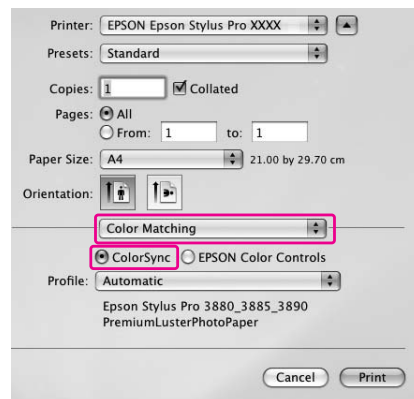 Printer: EPSON Epson Stylus Pro XXXX
Presets: Standard
Copies: 1 Collated
Pages: All
From: 1 to: 1
Paper Size: A4 21.00 by 29.70 cm
Orientation:
Color Matching
ColorSync EPSON Color Controls
Profile: Automatic
Epson Stylus Pro 3880_3885_3890
PremiumLusterPhotoPaper
Cancel Print